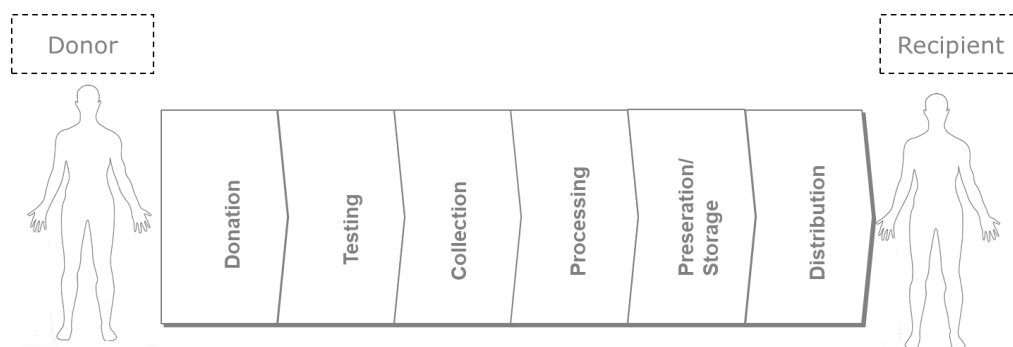 Donor
Recipient
Donation
Testing
Collection
Processing
Preseration/
Storage
Distribution